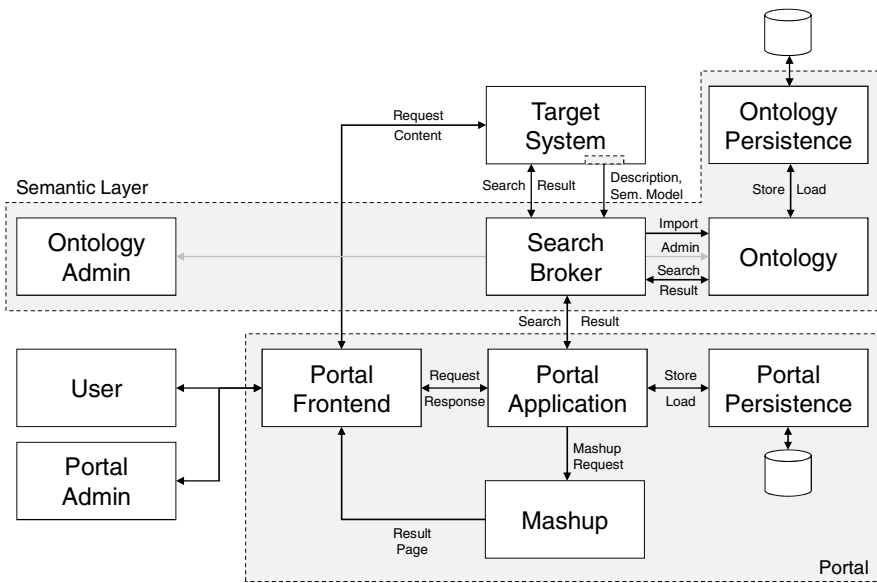 Target
System
Ontology
Persistence
Request
Content
Semantic Layer
Search Result
Description,
Sem. Model
Store Load
Ontology
Admin
Search
Broker
Import
Admin
Search
Result
Ontology
Search Result
User
Portal
Frontend
Request
Response
Portal
Application
Store
Load
Portal
Persistence
Portal
Admin
Mashup
Request
Mashup
Result
Page
Portal